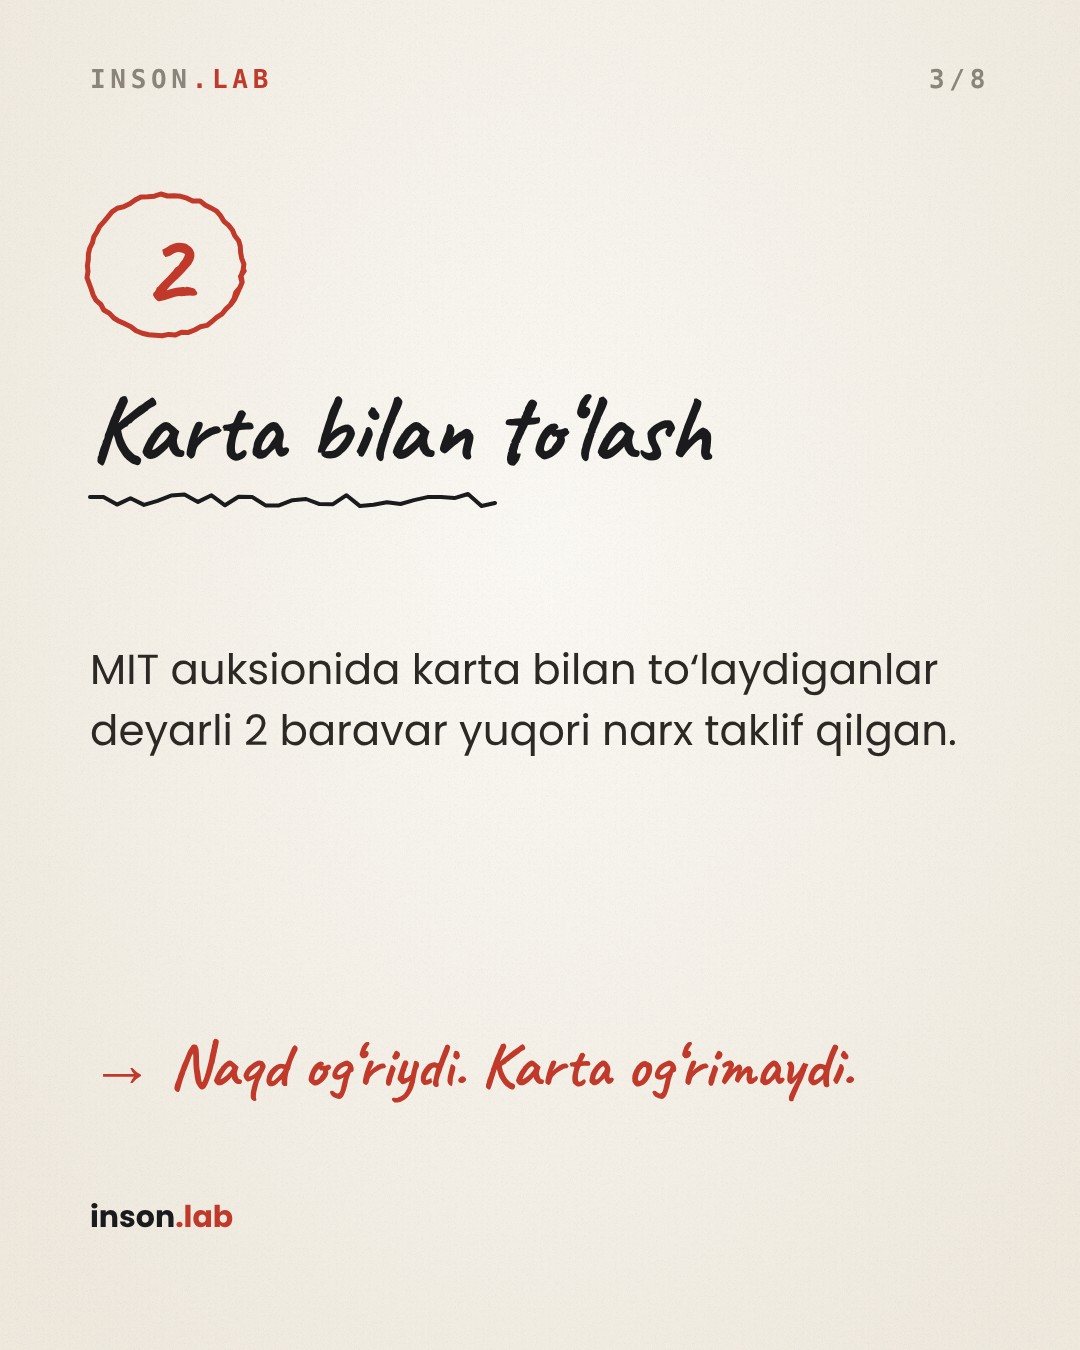 INSON.LAB
3/8
2
Karta bilan to‘lash
MIT auksionida karta bilan to‘laydiganlar
deyarli 2 baravar yuqori narx taklif qilgan.
→ Naqd og‘riydi. Karta og‘rimaydi.
inson.lab